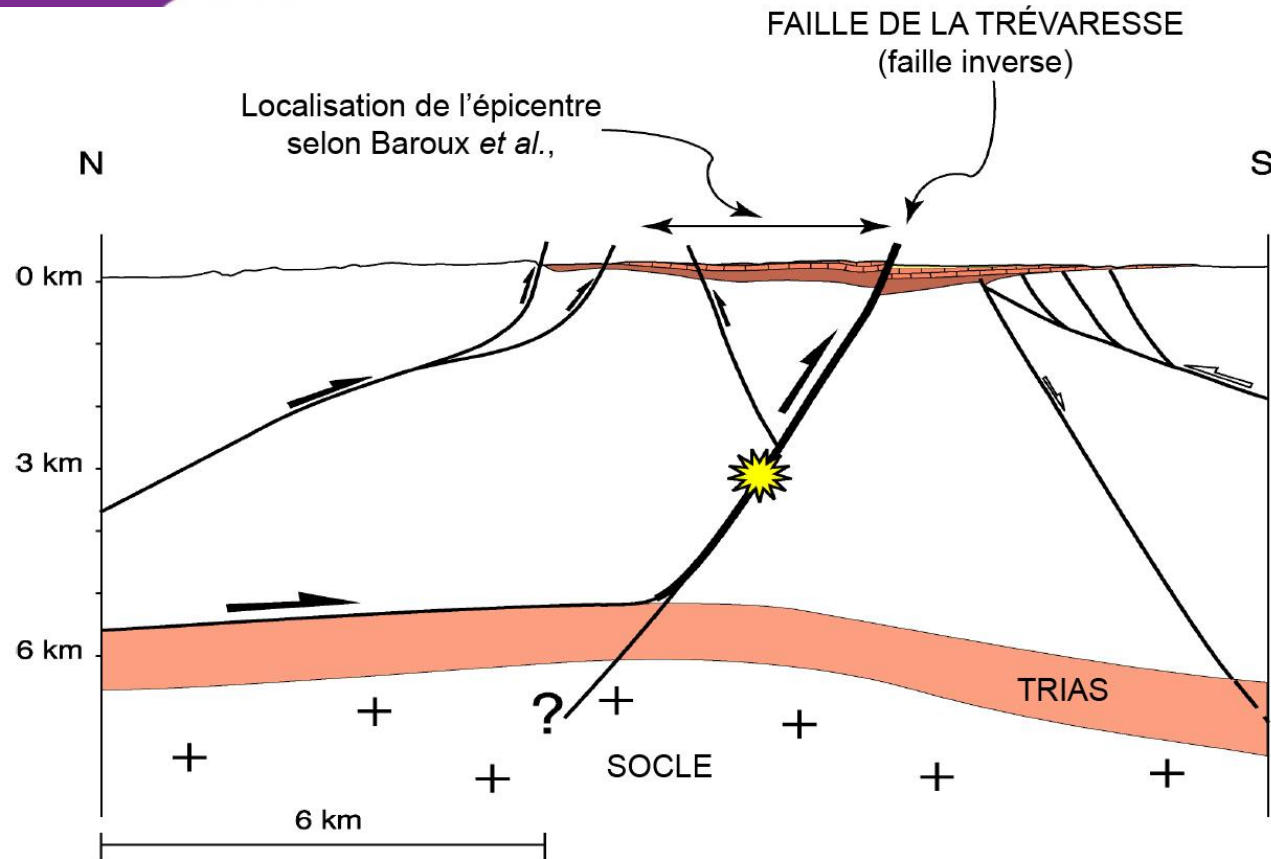 FAILLE DE LA TRÉVARESSE
(faille inverse)
Localisation de l'épicentre
selon Baroux et al.,
N
S
0 km
3 km
6 km
TRIAS
?
SOCLE
6 km